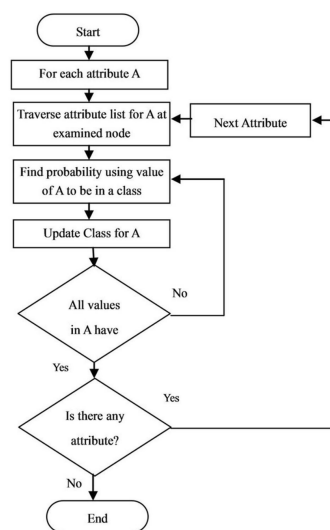 Start
For each attribute A
Traverse attribute list for A at
examined node
Next Attribute
Find probability using value
of A to be in a class
Update Class for A
All values
in A have
No
Yes
Is there any
attribute?
Yes
No
End